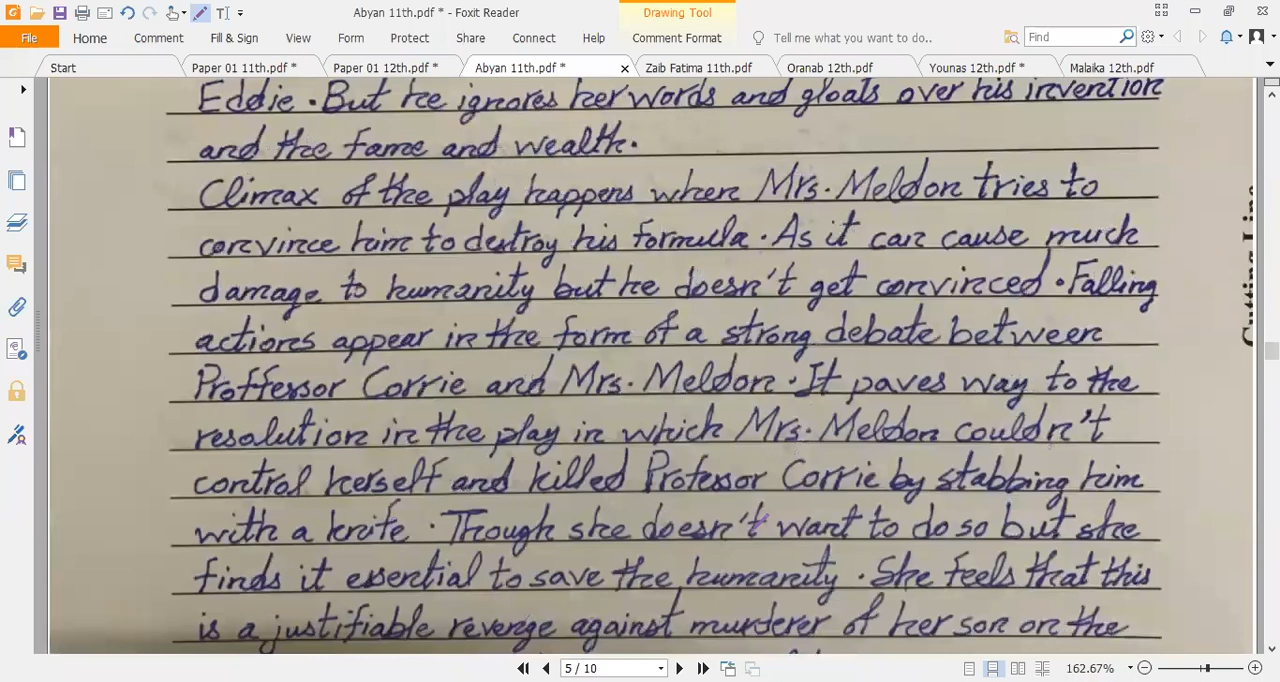 Abyan 11th.pdf * - Foxit Reader
Drawing Tool
File Home Comment Fill & Sign View Form Protect Share Connect Help Comment Format Tell me what you want to do.. Find
Start Paper 01 11th.pdf * Paper 01 12th.pdf * Abyan 11th.pdf * Zaib Fatima 11th.pdf Oranab 12th.pdf Younas 12th.pdf * Malaika 12th.pdf
Eddie. But he ignores her words and gloats over his invention
and the fame and wealth.
Climax of the play happens when Mrs. Meldon tries to
convince him to destroy his formula. As it can cause much
damage to humanity but he doesn't get convinced. Falling
actions appear in the form of a strong debate between
Proffessor Corrie and Mrs. Meldon. It paves way to the
resolution in the play in which Mrs. Meldon couldn't
control herself and killed Professor Corrie by stabbing him
with a knife. Though she doesn't want to do so but she
finds it essential to save the humanity. She feels that this
is a justifiable revenge against murderer of her son on the
Cutting Line
5 / 10
162.67%